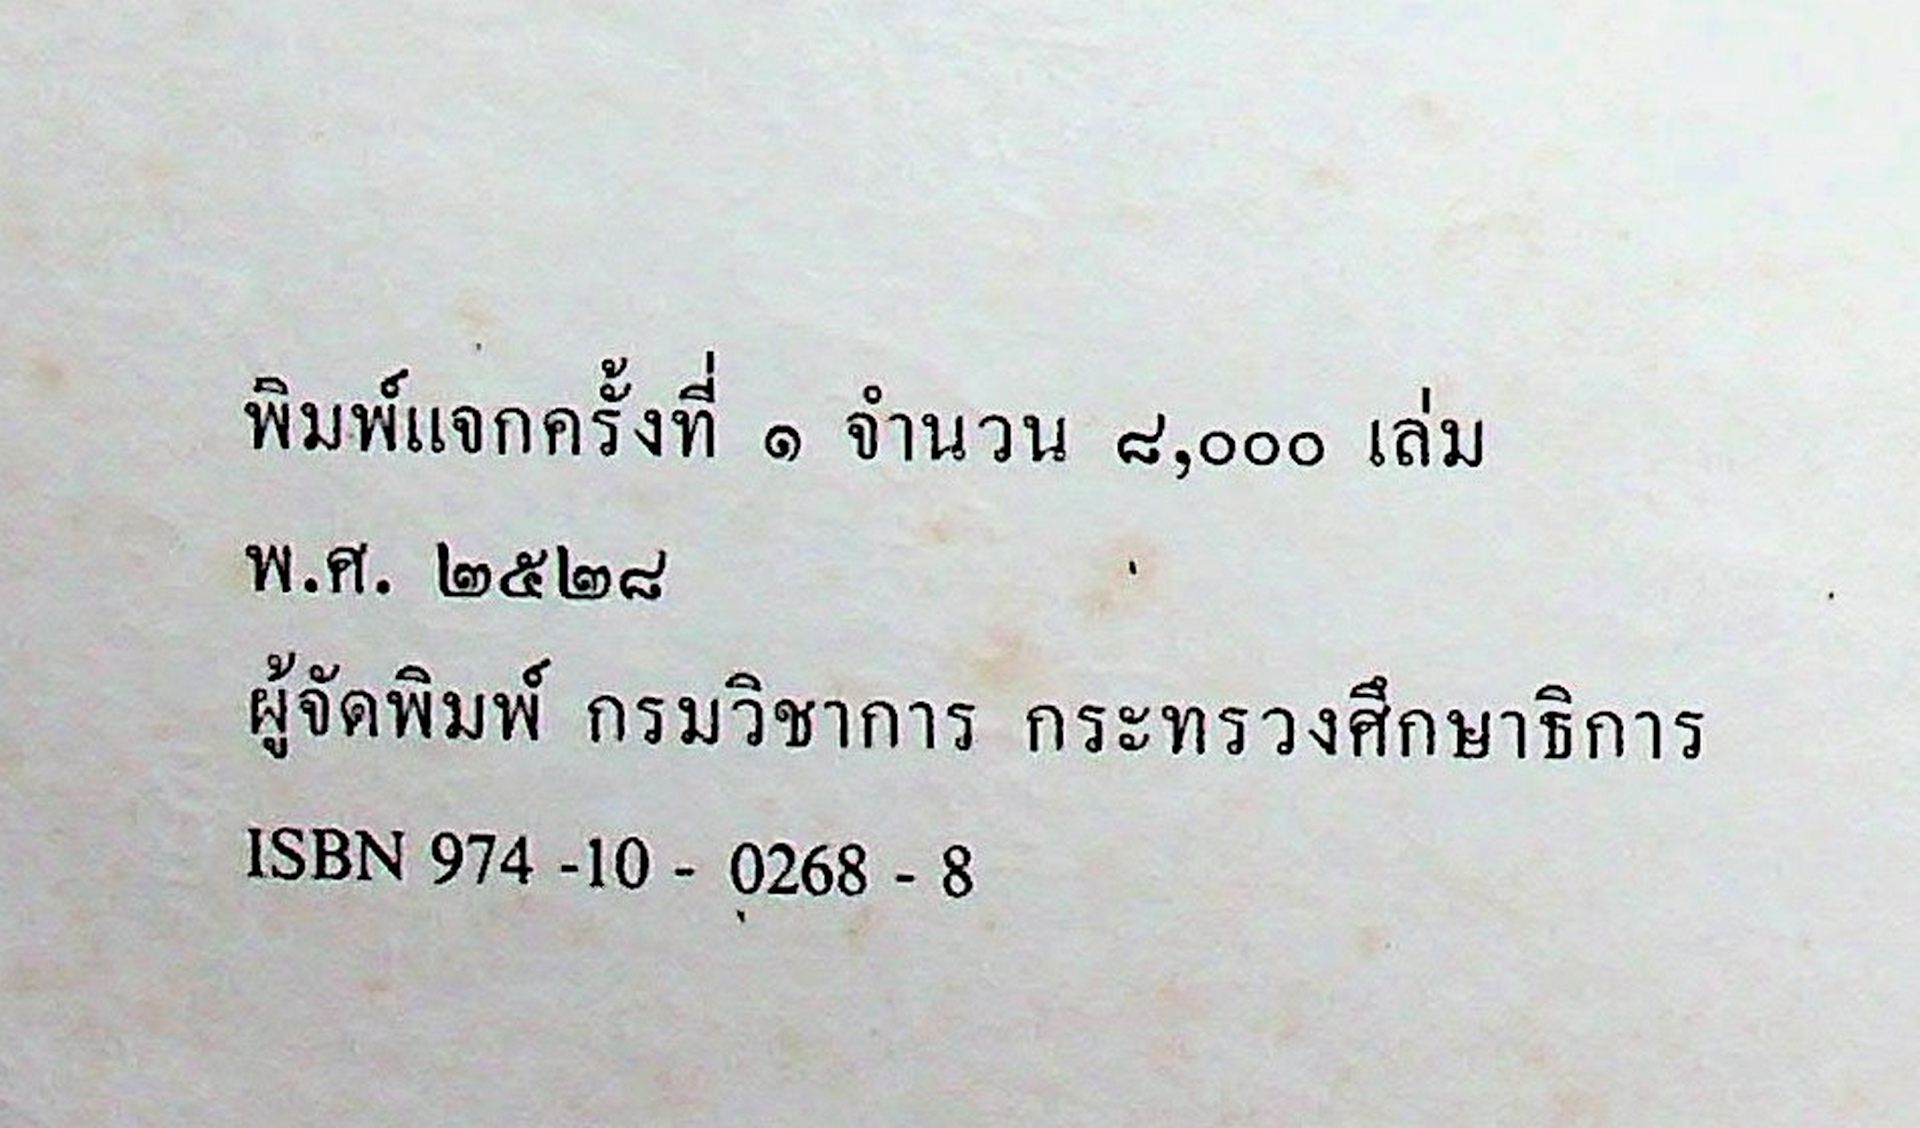 พิมพ์แจกครั้งที่ ๑ จำนวน ๘,๐๐๐ เล่ม
พ.ศ. ๒๕๒๘
ผู้จัดพิมพ์ กรมวิชาการ กระทรวงศึกษาธิการ
ISBN 974 -10 - 0268 - 8